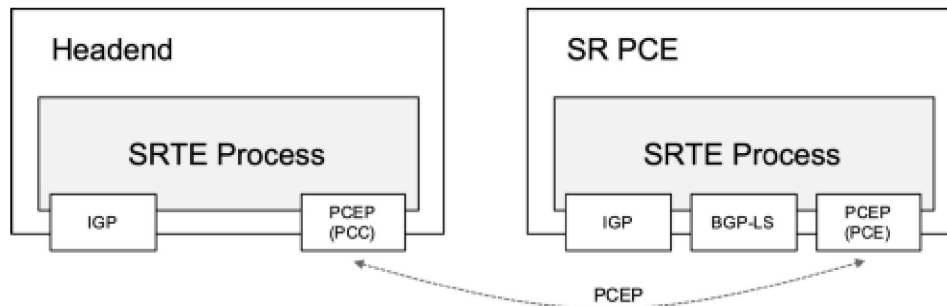 Headend
SRTE Process
IGP
PCEP
(PCC)
SR PCE
SRTE Process
IGP
BGP-LS
PCEP
(PCE)
PCEP